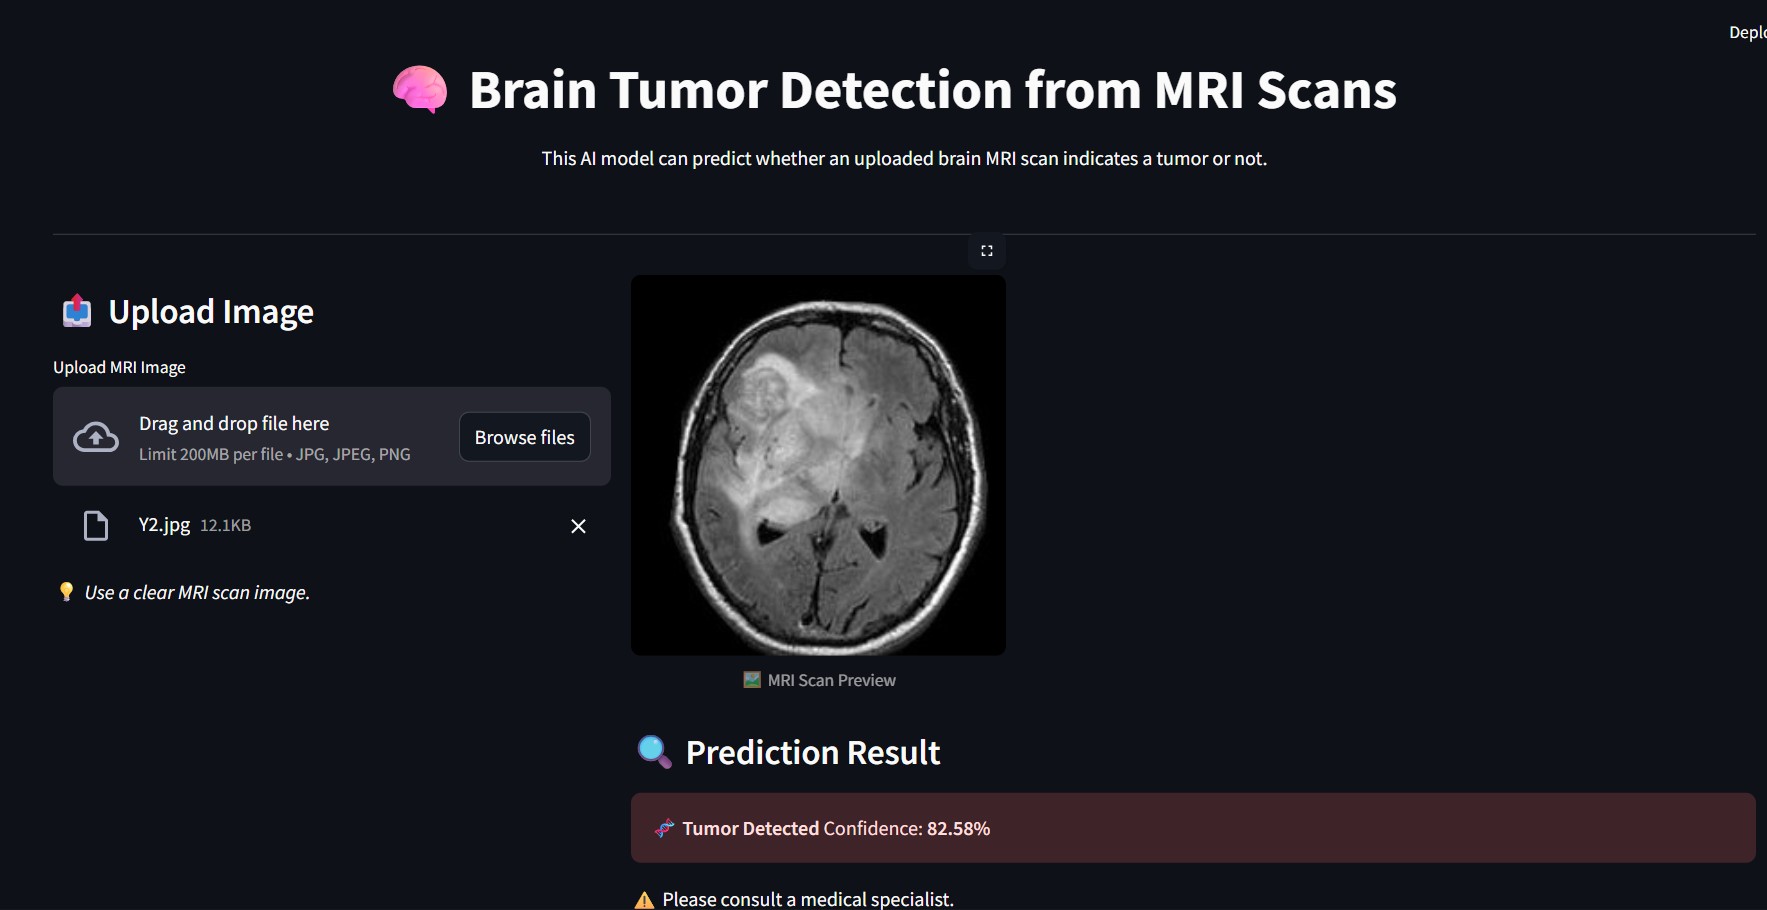 Brain Tumor Detection from MRI Scans
This AI model can predict whether an uploaded brain MRI scan indicates a tumor or not.
Upload Image
Upload MRI Image
Drag and drop file here
Limit 200MB per file • JPG, JPEG, PNG
Browse files
Y2.jpg 12.1KB
Use a clear MRI scan image.
MRI Scan Preview
Prediction Result
Tumor Detected Confidence: 82.58%
Please consult a medical specialist.